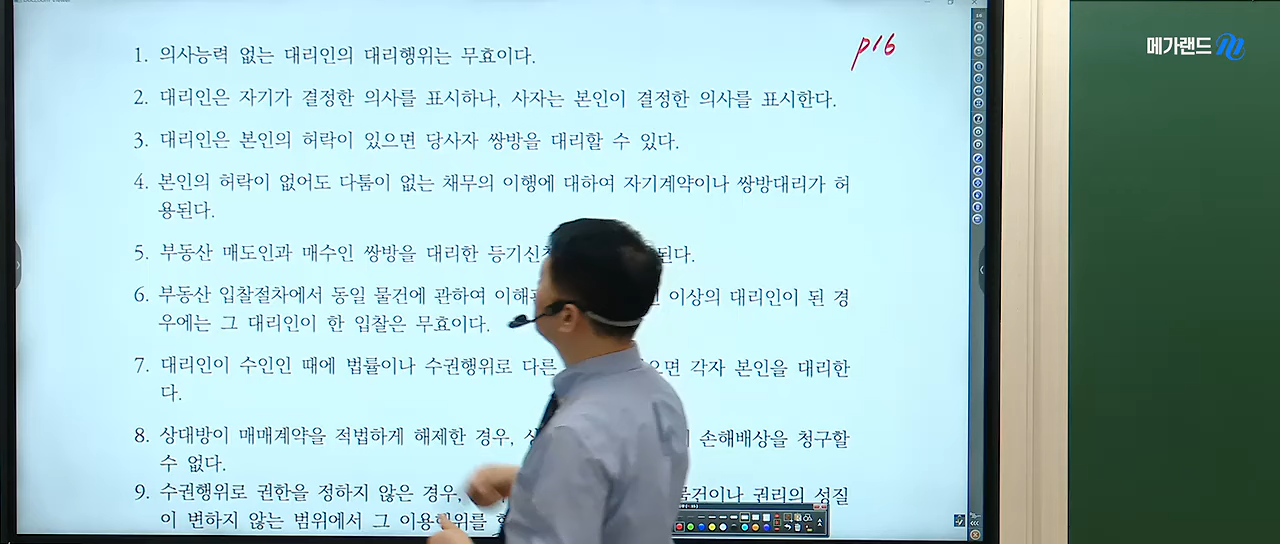 p16
메가랜드
1. 의사능력 없는 대리인의 대리행위는 무효이다.
2. 대리인은 자기가 결정한 의사를 표시하나, 사자는 본인이 결정한 의사를 표시한다.
3. 대리인은 본인의 허락이 있으면 당사자 쌍방을 대리할 수 있다.
4. 본인의 허락이 없어도 다툼이 없는 채무의 이행에 대하여 자기계약이나 쌍방대리가 허
용된다.
5. 부동산 매도인과 매수인 쌍방을 대리한 등기신 된다.
6. 부동산 입찰절차에서 동일 물건에 관하여 이해 이상의 대리인이 된 경
우에는 그 대리인이 한 입찰은 무효이다.
7. 대리인이 수인인 때에 법률이나 수권행위로 다른 으면 각자 본인을 대리한
다.
8. 상대방이 매매계약을 적법하게 해제한 경우, 손해배상을 청구할
수 없다.
9. 수권행위로 권한을 정하지 않은 경우, 물건이나 권리의 성질
이 변하지 않는 범위에서 그 이용행위를